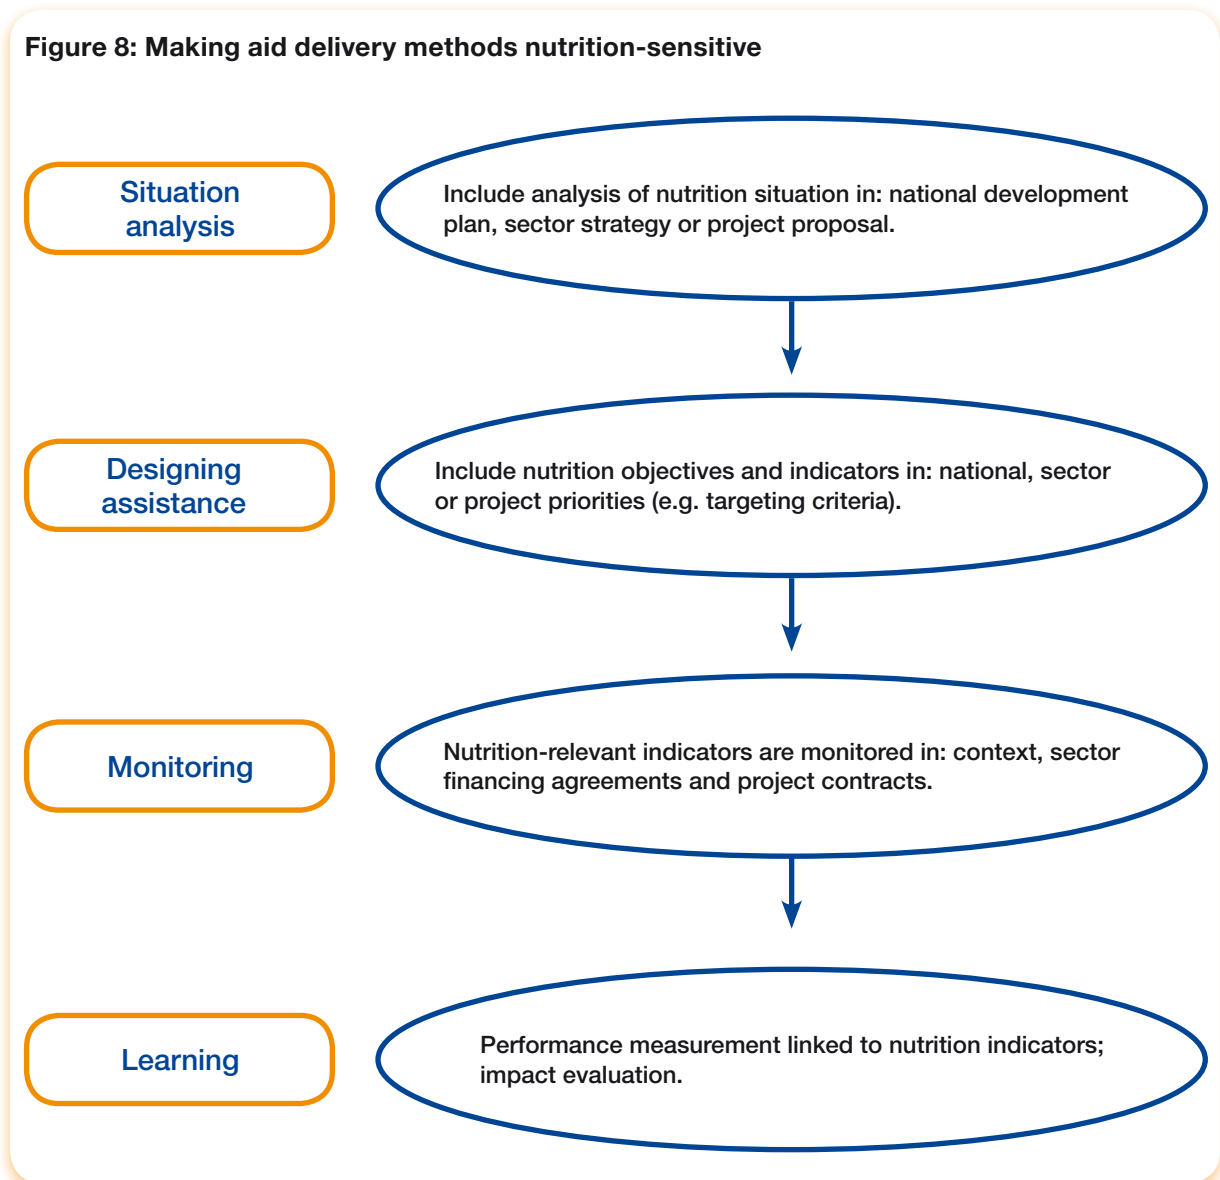 Figure 8: Making aid delivery methods nutrition-sensitive
Situation
analysis
Include analysis of nutrition situation in: national development
plan, sector strategy or project proposal.
Designing
assistance
Include nutrition objectives and indicators in: national, sector
or project priorities (e.g. targeting criteria).
Monitoring
Nutrition-relevant indicators are monitored in: context, sector
financing agreements and project contracts.
Learning
Performance measurement linked to nutrition indicators;
impact evaluation.